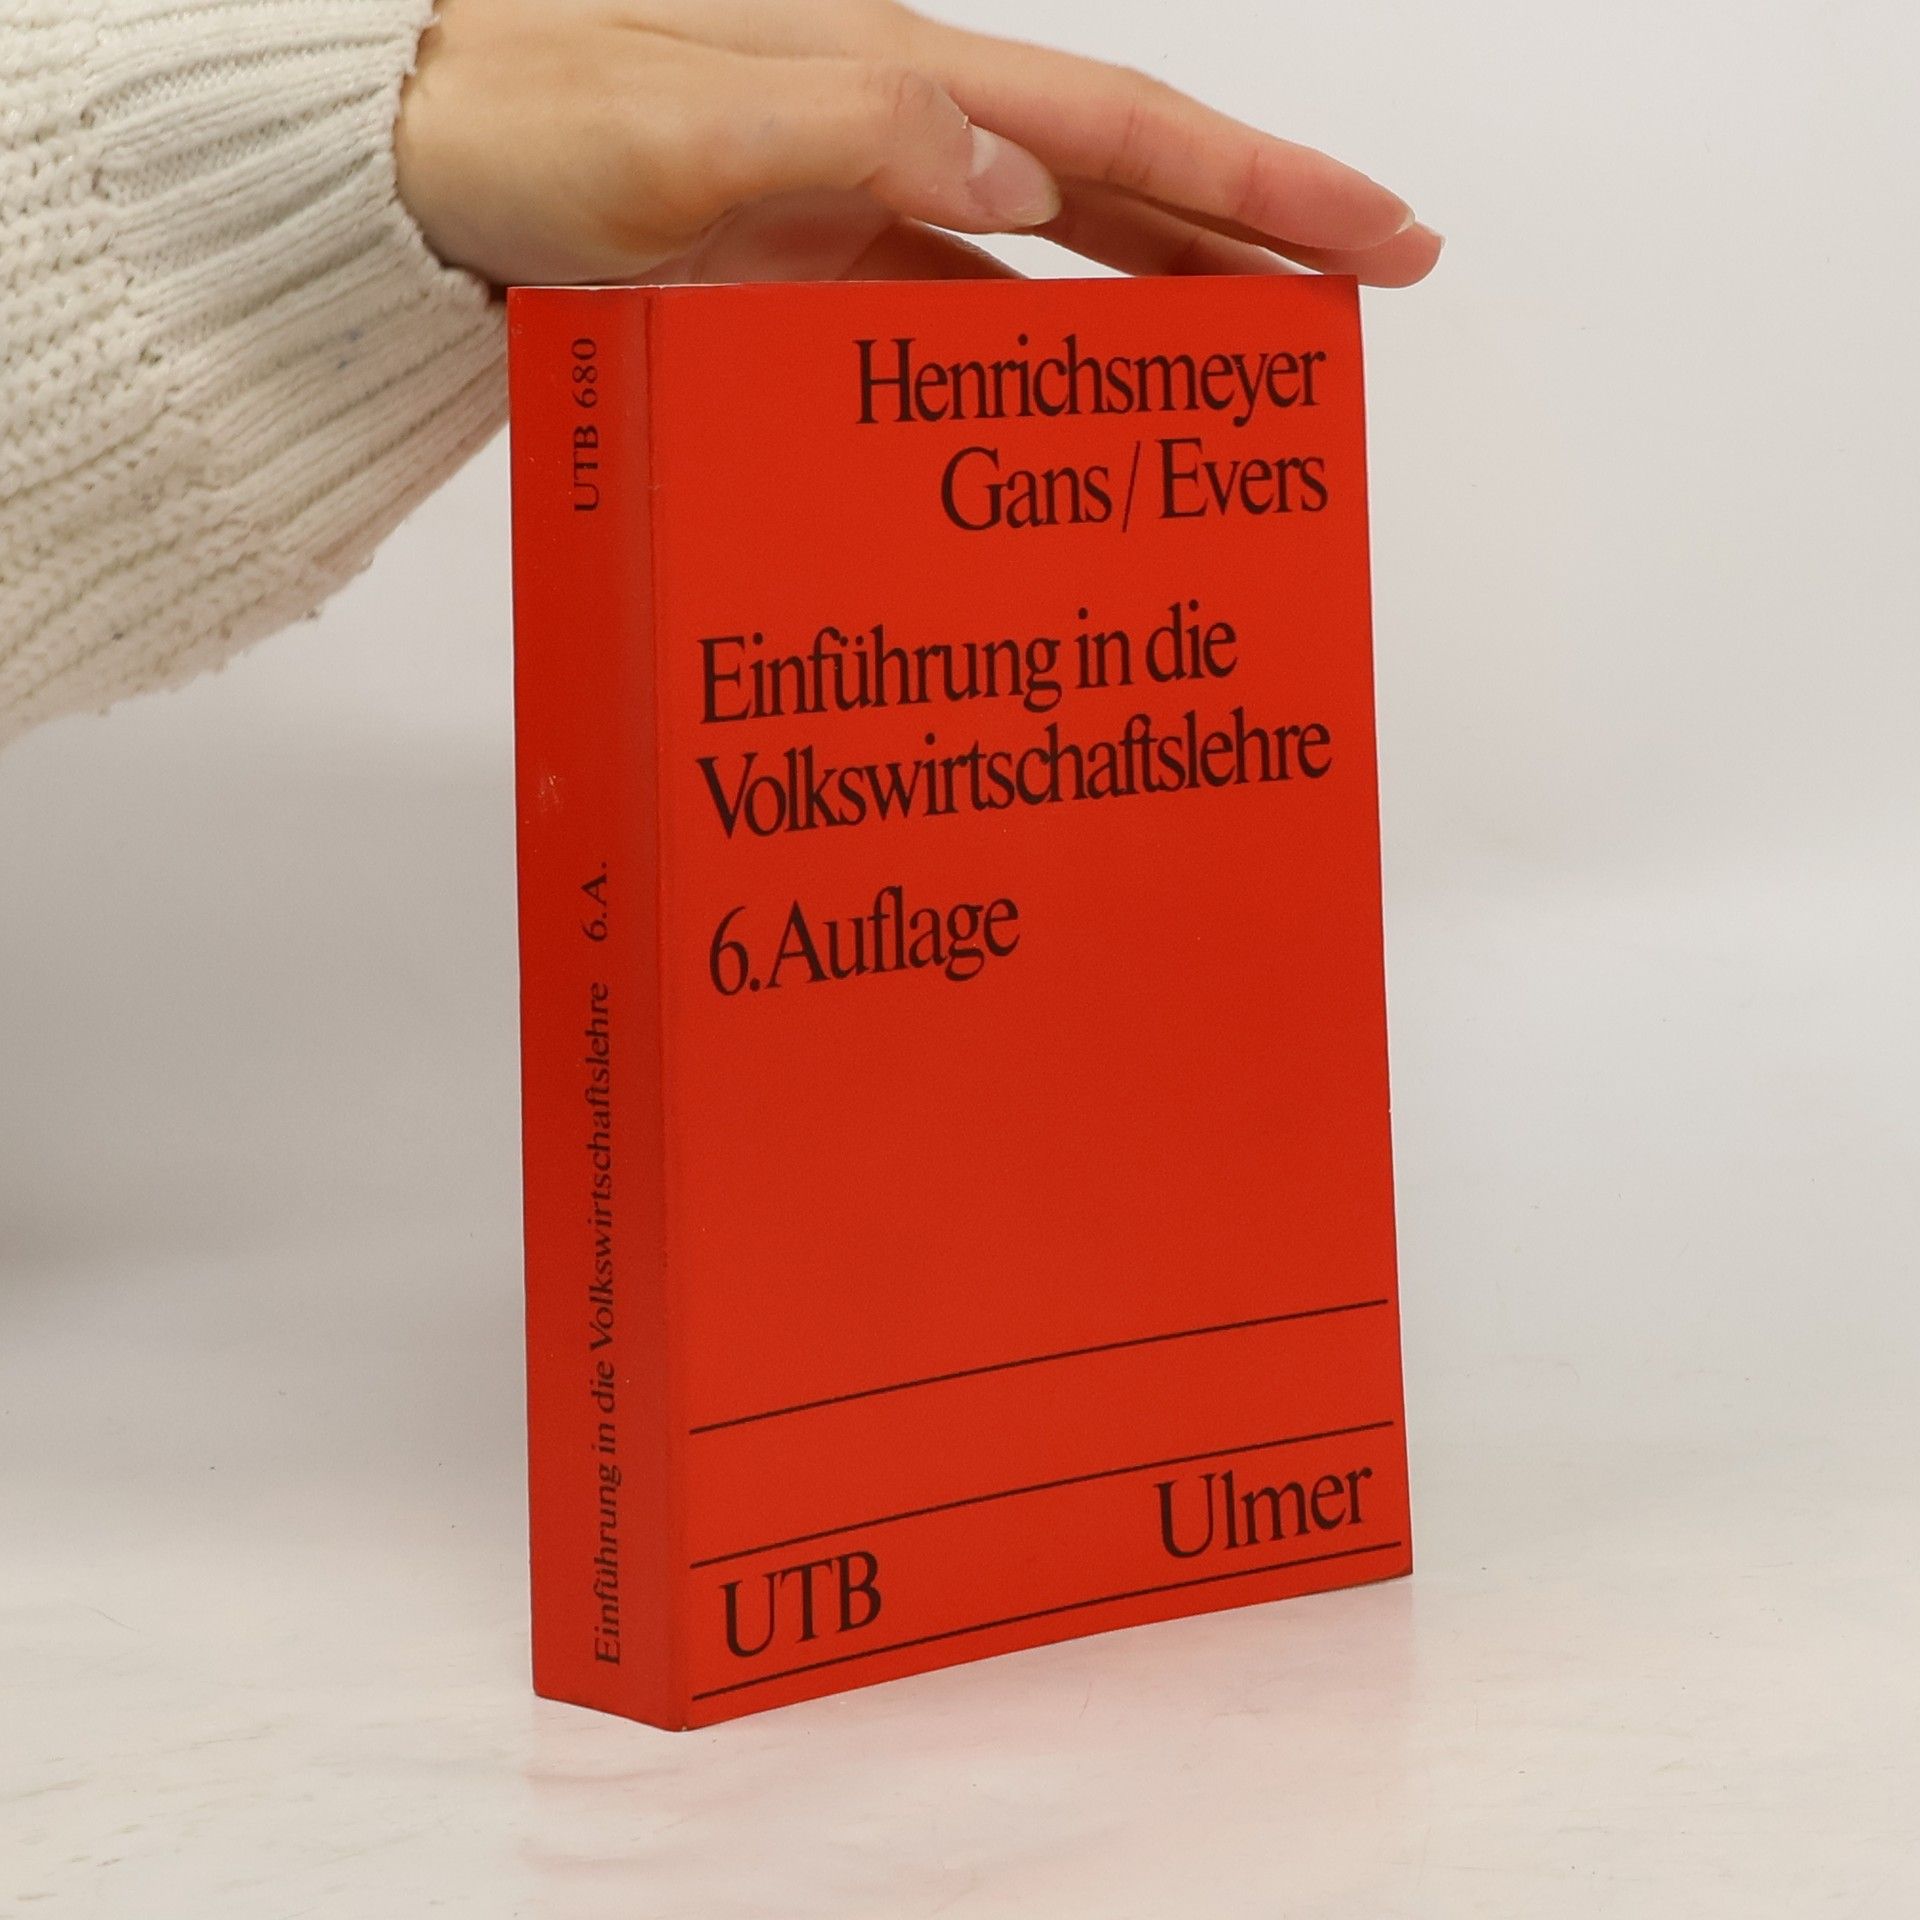 UTB 680
Einführung in die Volkswirtschaftslehre 6.A.
Henrichsmeyer
Gans/Evers
Einführung in die
Volkswirtschaftslehre
6. Auflage
Ulmer
UTB